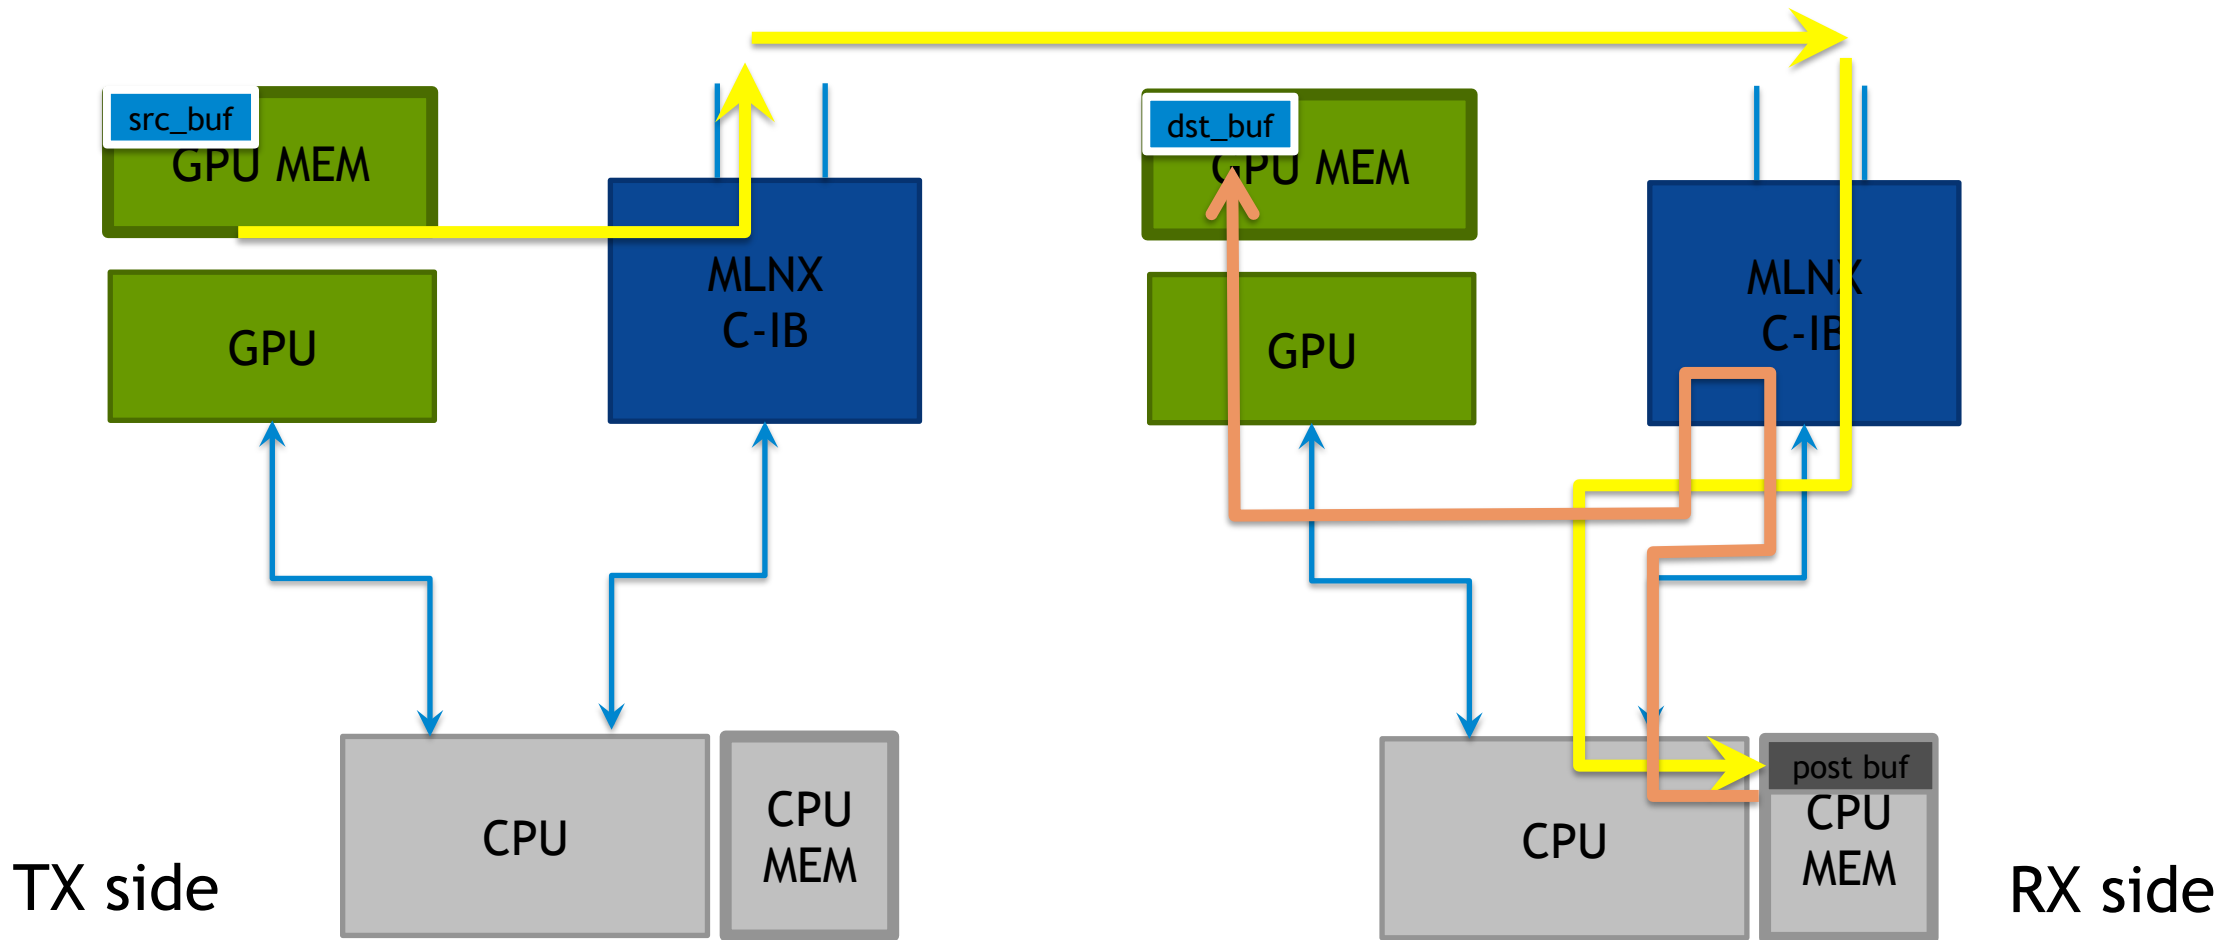 src_buf
GPU MEM
GPU
MLNX
C-IB
CPU
CPU
MEM
TX side
dst_buf
GPU MEM
GPU
MLNX
C-IB
CPU
post buf
CPU
MEM
RX side